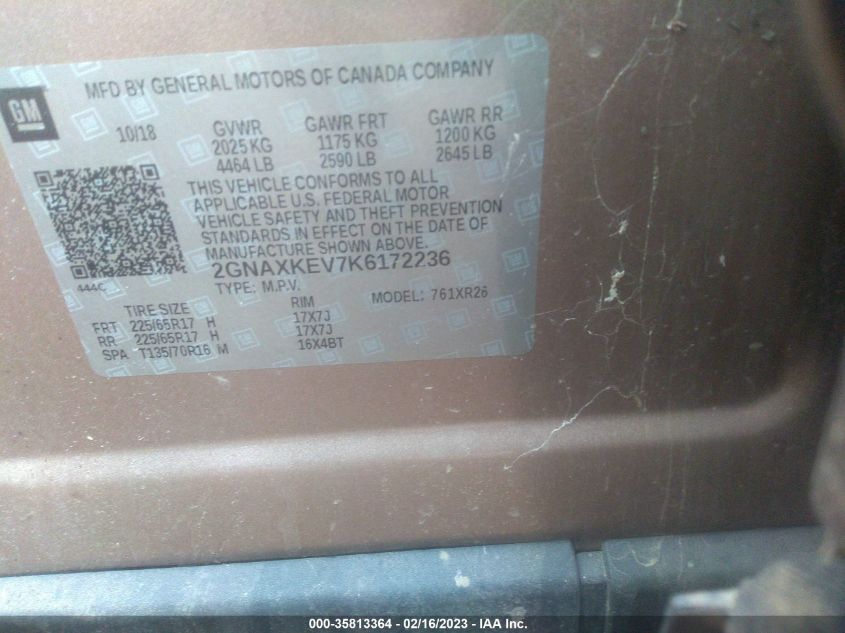 MFD BY GENERAL MOTORS OF CANADA COMPANY
GM
10/18 GVWR GAWR FRT GAWR RR
2025 KG 1175 KG 1200 KG
4464 LB 2590 LB 2645 LB
THIS VEHICLE CONFORMS TO ALL
APPLICABLE U.S. FEDERAL MOTOR
VEHICLE SAFETY AND THEFT PREVENTION
STANDARDS IN EFFECT ON THE DATE OF
MANUFACTURE SHOWN ABOVE.
2GNAXKEV7K6172236
444C TYPE: M.P.V. MODEL: 761XR26
TIRE SIZE RIM
FRT 225/65R17 H 17X7J
RR 225/65R17 H 17X7J
SPA T135/70R16 M 16X4BT
000-35813364 - 02/16/2023 - IAA Inc.